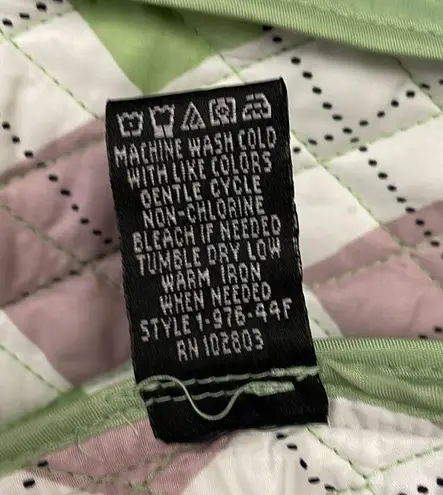 MACHINE WASH COLD
WITH LIKE COLORS
GENTLE CYCLE
NON-CHLORINE
BLEACH IF NEEDED
TUMBLE DRY LOW
WARM IRON
WHEN NEEDED
STYLE 1-97B-44F
RN 102803